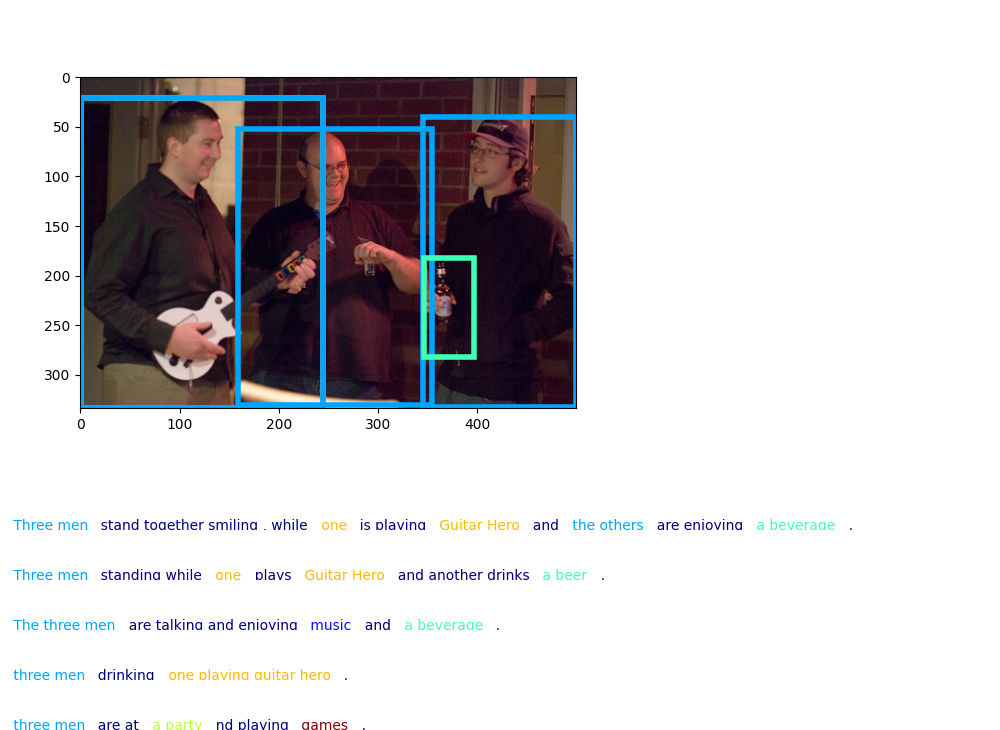 0
50
100
150
200
250
300
0 100 200 300 400
Three men stand together smiling , while one is playing Guitar Hero and the others are enjoying a beverage .
Three men standing while one plays Guitar Hero and another drinks a beer .
The three men are talking and enjoying music and a beverage .
three men drinking one playing guitar hero .
three men are at a party nd playing games .